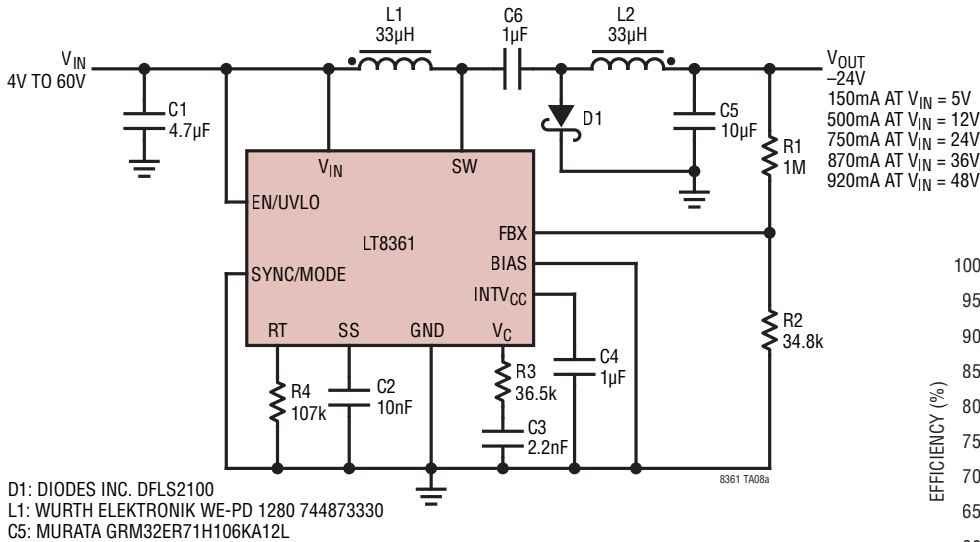 L1
33µH
C6
1µF
L2
33µH
VIN
4V TO 60V
VOUT
–24V
150mA AT VIN = 5V
500mA AT VIN = 12V
750mA AT VIN = 24V
870mA AT VIN = 36V
920mA AT VIN = 48V
C1
4.7µF
D1
C5
10µF
R1
1M
VIN
SW
EN/UVLO
LT8361
FBX
BIAS
SYNC/MODE
INTVCC
RT
SS
GND
VC
R2
34.8k
R4
107k
C2
10nF
R3
36.5k
C4
1µF
C3
2.2nF
8361 TA08a
D1: DIODES INC. DFLS2100
L1: WURTH ELEKTRONIK WE-PD 1280 744873330
C5: MURATA GRM32ER71H106KA12L
100
95
90
85
80
75
70
65
EFFICIENCY (%)